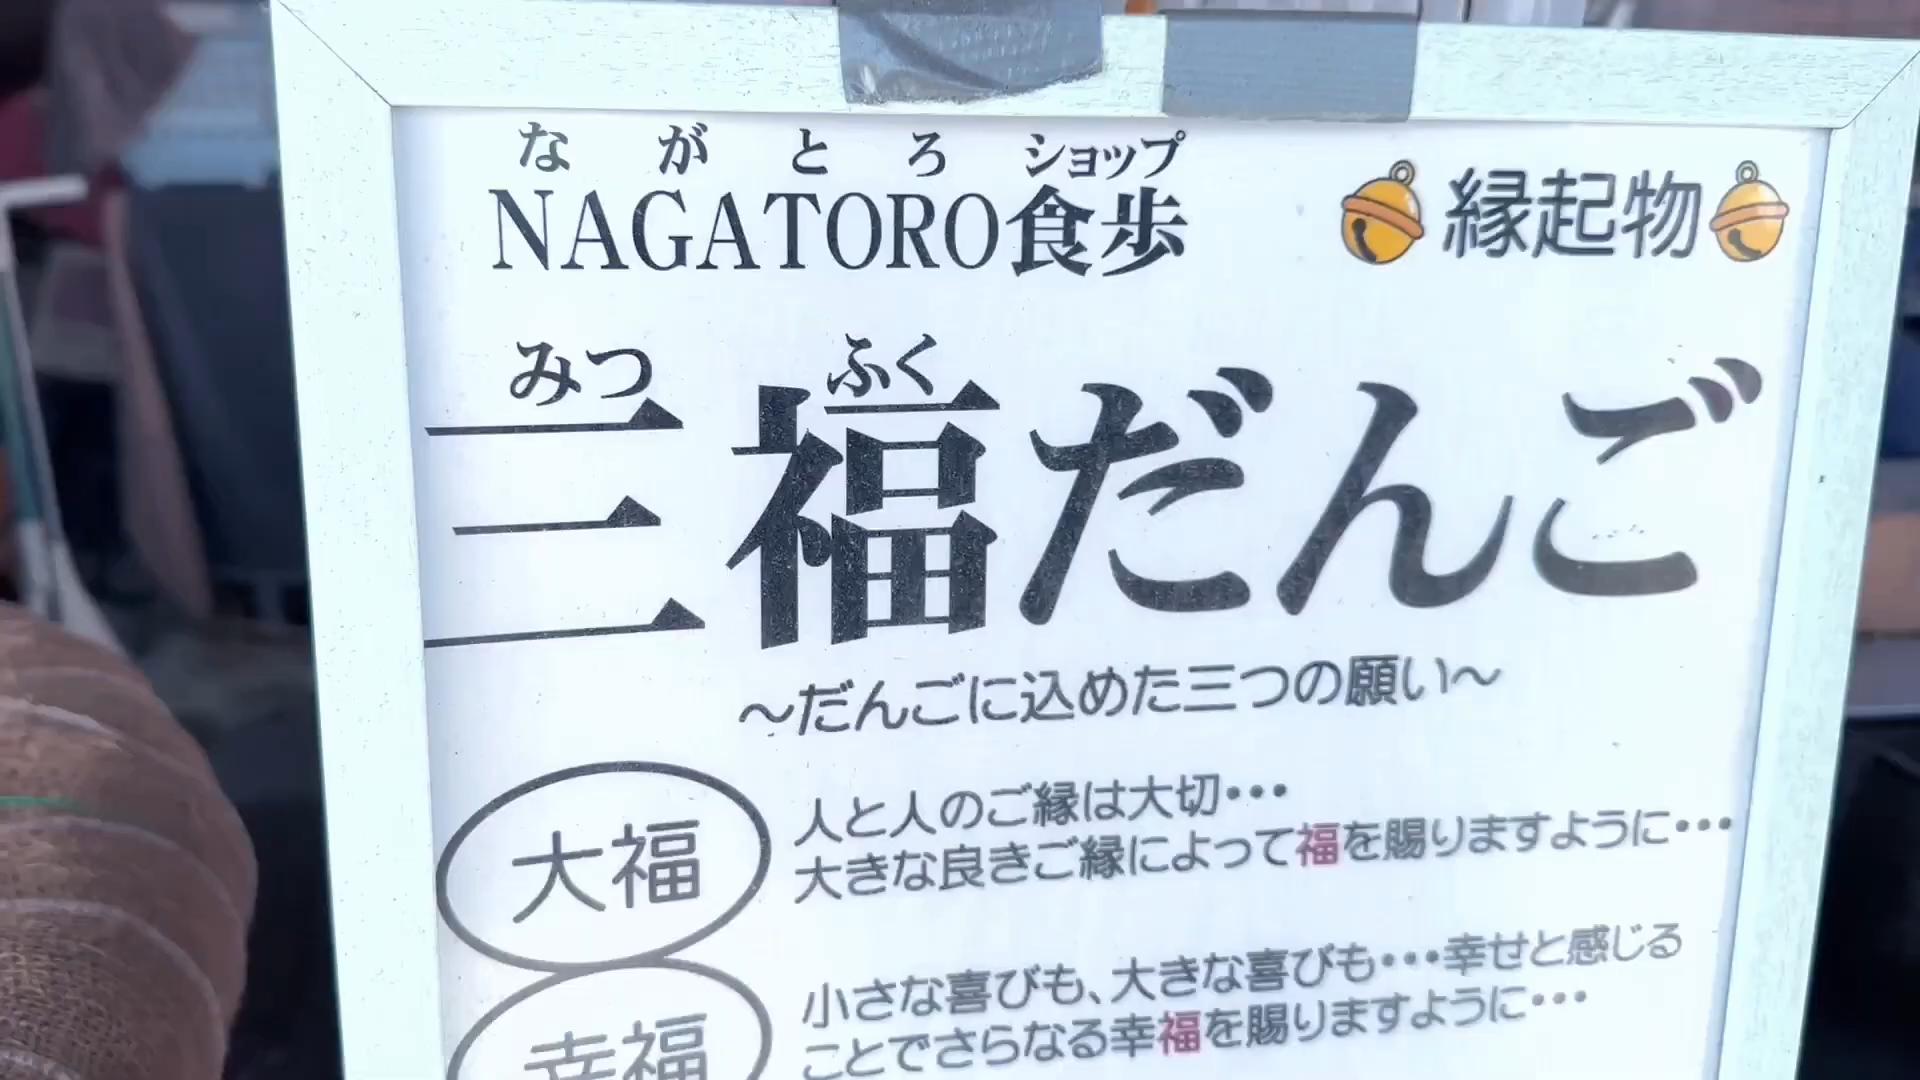 ながとろショップ
NAGATORO食歩
縁起物
みつふく
三福だんご
～だんごに込めた三つの願い～
大福
人と人のご縁は大切･･･
大きな良きご縁によって福を賜りますように･･･
幸福
小さな喜びも、大きな喜びも･･･幸せと感じる
ことでさらなる幸福を賜りますように･･･